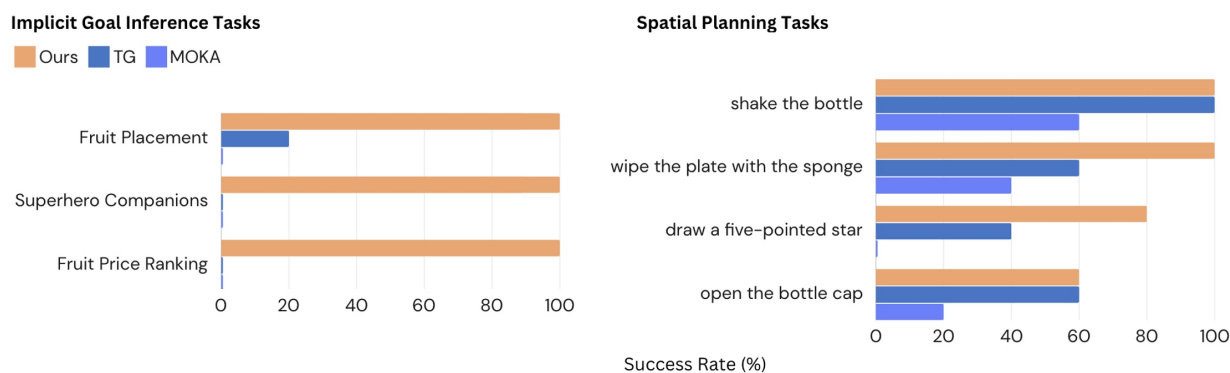 Implicit Goal Inference Tasks
Ours TG MOKA
Fruit Placement
Superhero Companions
Fruit Price Ranking
0 20 40 60 80 100
Spatial Planning Tasks
shake the bottle
wipe the plate with the sponge
draw a five-pointed star
open the bottle cap
0 20 40 60 80 100
Success Rate (%)